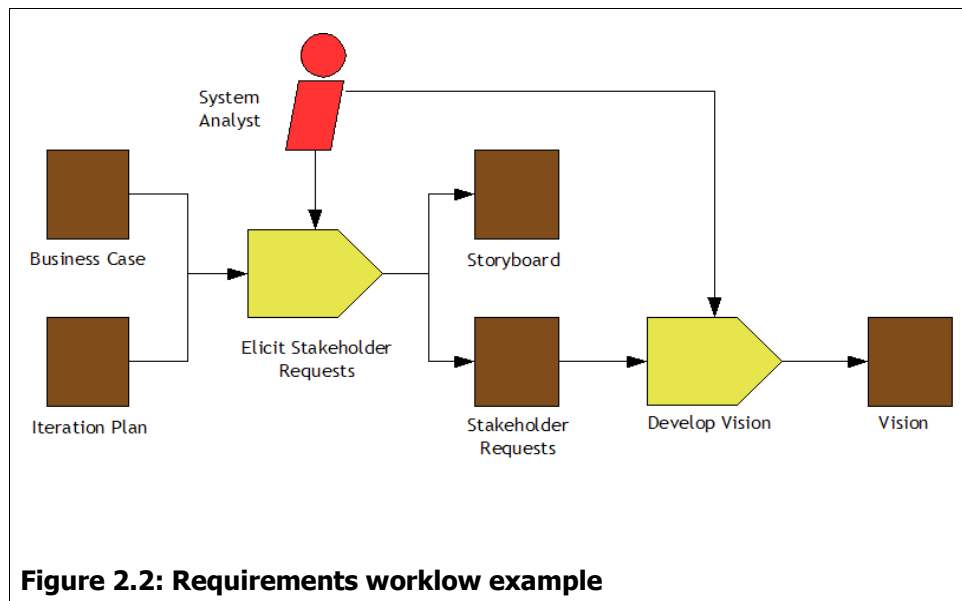 System
Analyst
Business Case
Storyboard
Elicit Stakeholder
Requests
Iteration Plan
Stakeholder
Requests
Develop Vision
Vision
Figure 2.2: Requirements worklow example